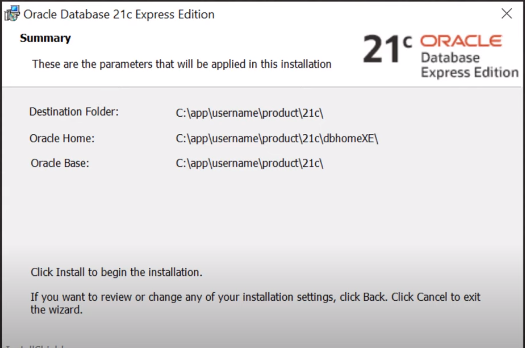 Oracle Database 21c Express Edition
Summary
These are the parameters that will be applied in this installation
21c ORACLE
Database
Express Edition
Destination Folder: C:\app\username\product\21c\
Oracle Home: C:\app\username\product\21c\dbhomeXE\
Oracle Base: C:\app\username\product\21c\
Click Install to begin the installation.
If you want to review or change any of your installation settings, click Back. Click Cancel to exit
the wizard.